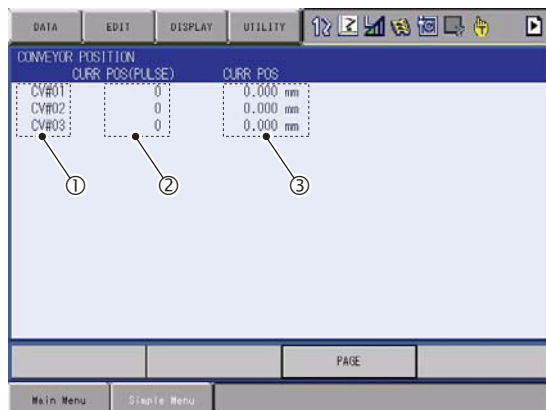 DATA EDIT DISPLAY UTILITY
CONVEYOR POSITION
CURR POS(PULSE) CURR POS
CV#01 0 0.000 mm
CV#02 0 0.000 mm
CV#03 0 0.000 mm
① ② ③
PAGE
Main Menu Simple Menu